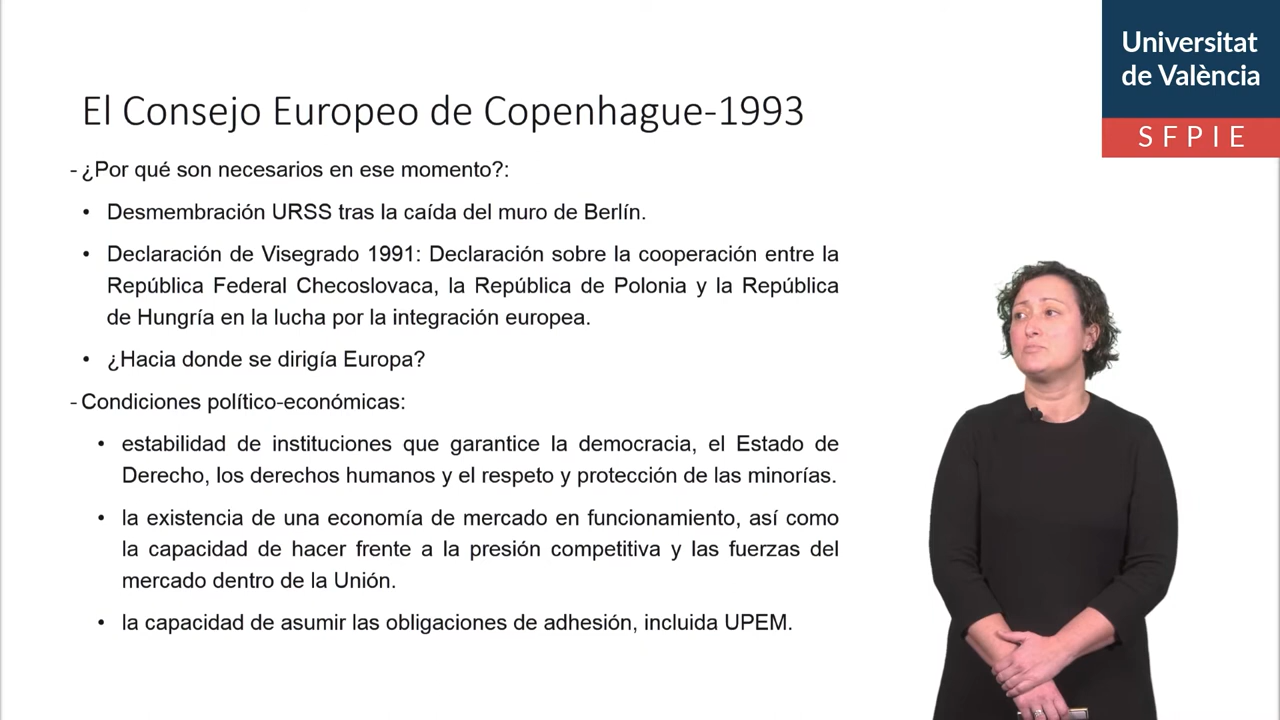 Universitat
de València
SFPIE
El Consejo Europeo de Copenhague-1993
- ¿Por qué son necesarios en ese momento?:
• Desmembración URSS tras la caída del muro de Berlín.
• Declaración de Visegrado 1991: Declaración sobre la cooperación entre la
República Federal Checoslovaca, la República de Polonia y la República
de Hungría en la lucha por la integración europea.
• ¿Hacia donde se dirigía Europa?
- Condiciones político-económicas:
• estabilidad de instituciones que garantice la democracia, el Estado de
Derecho, los derechos humanos y el respeto y protección de las minorías.
• la existencia de una economía de mercado en funcionamiento, así como
la capacidad de hacer frente a la presión competitiva y las fuerzas del
mercado dentro de la Unión.
• la capacidad de asumir las obligaciones de adhesión, incluida UPEM.